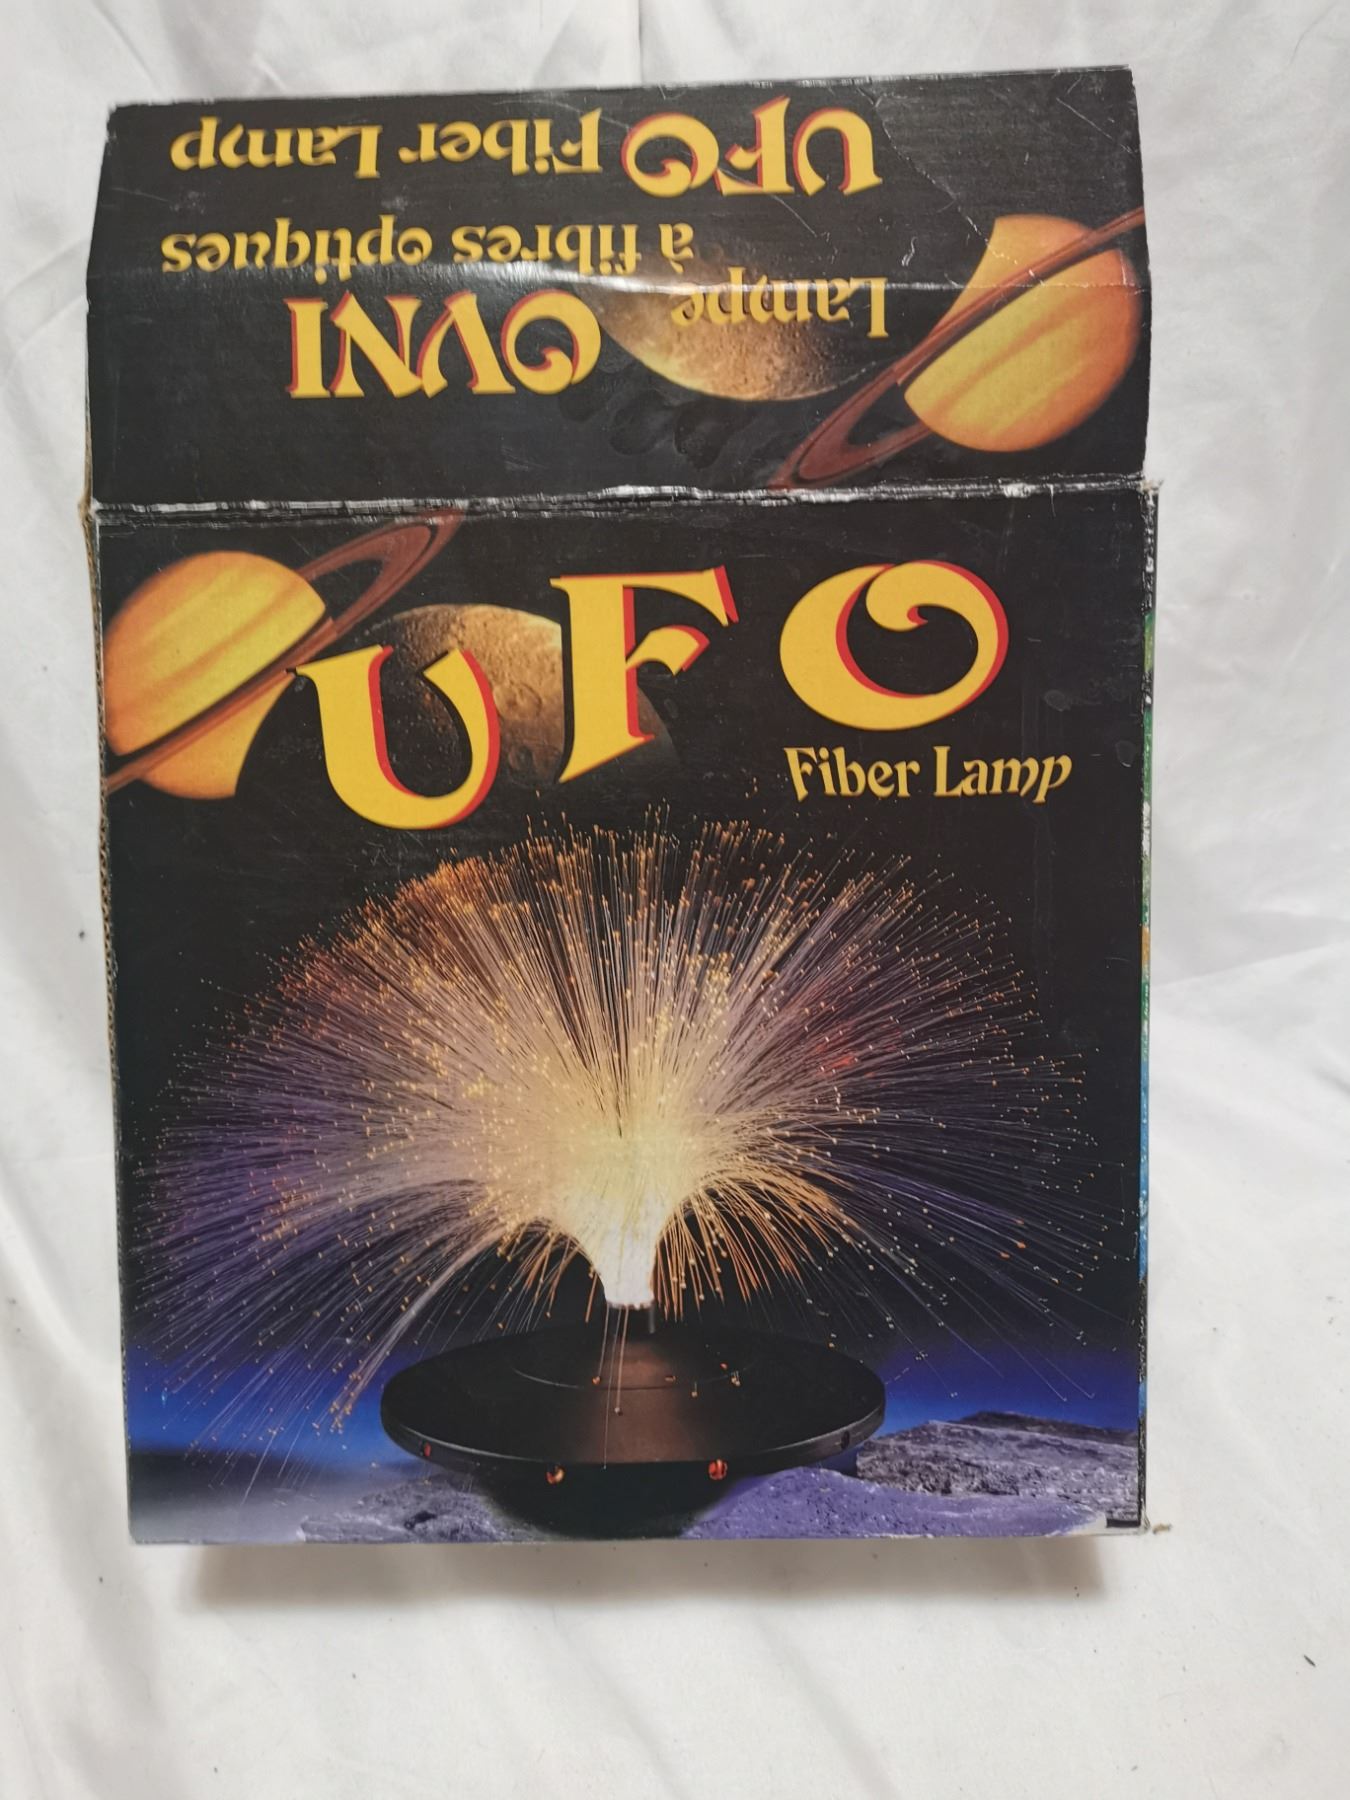 UFO Fiber Lamp
Lampe
à fibres optiques
OVNI
UFO
Fiber Lamp